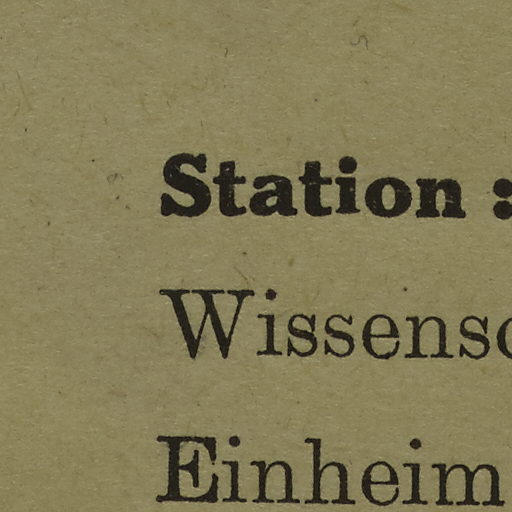 Station :
Wissensc
Einheim